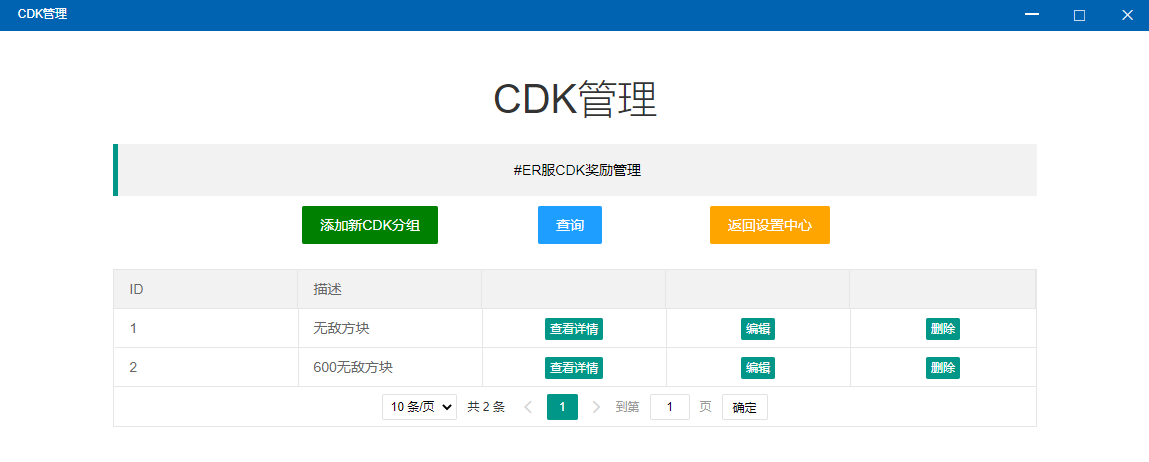 CDK管理
CDK管理
#ER服CDK奖励管理
添加新CDK分组 查询 返回设置中心
ID 描述
1 无敌方块 查看详情 编辑 删除
2 600无敌方块 查看详情 编辑 删除
10 条/页 共 2 条 1 到第 1 页 确定